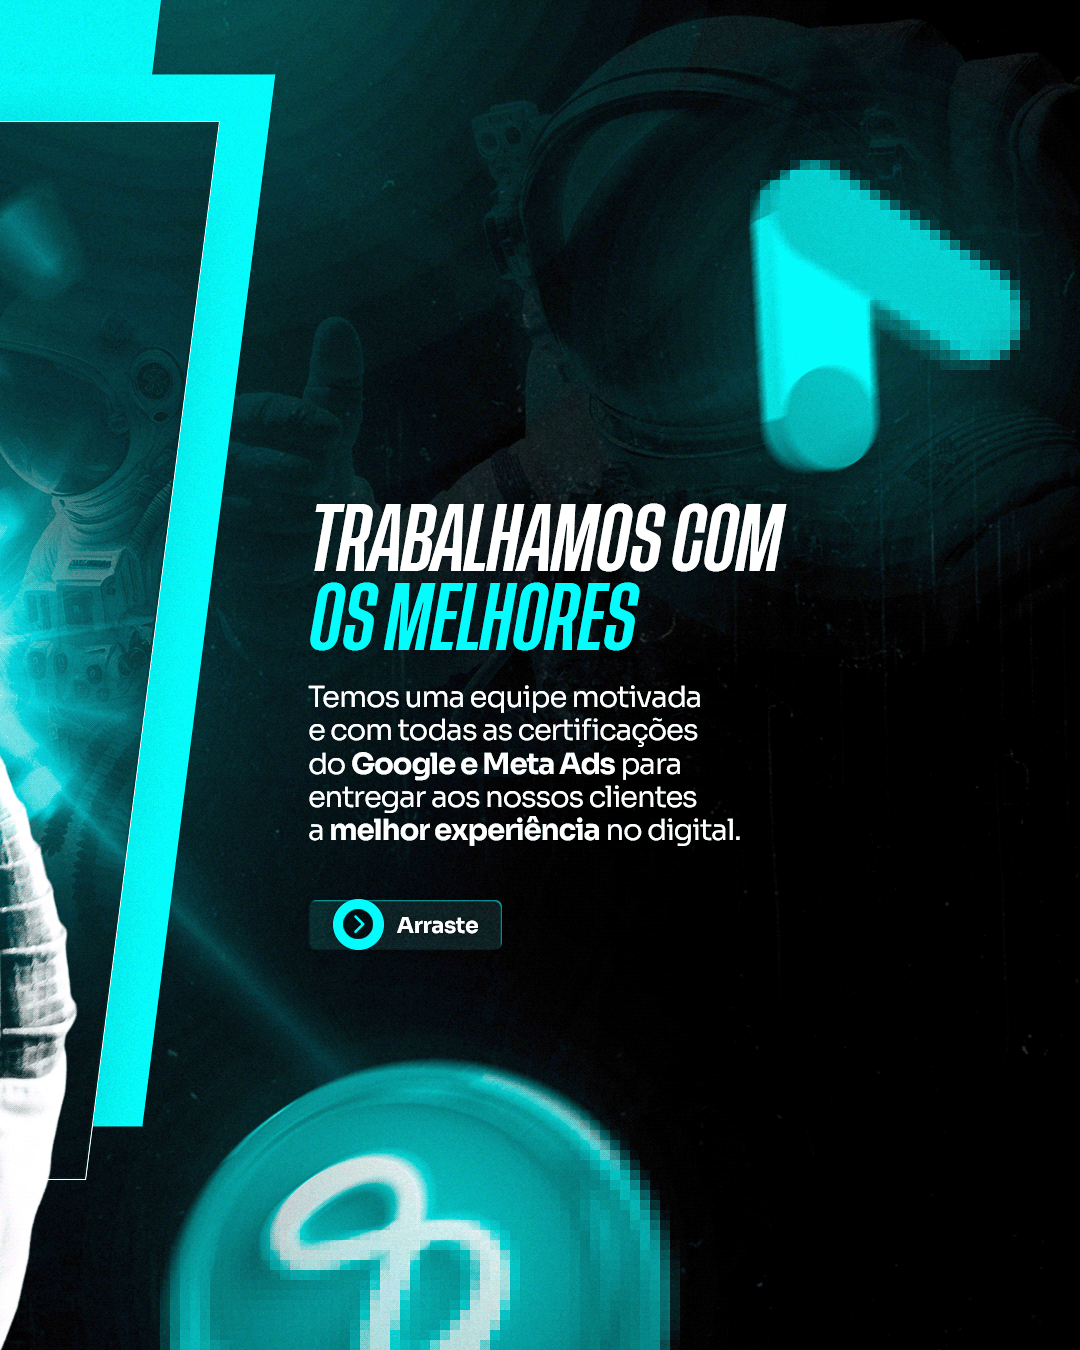 TRABALHAMOS COM
OS MELHORES
Temos uma equipe motivada
e com todas as certificações
do Google e Meta Ads para
entregar aos nossos clientes
a melhor experiência no digital.
Arraste